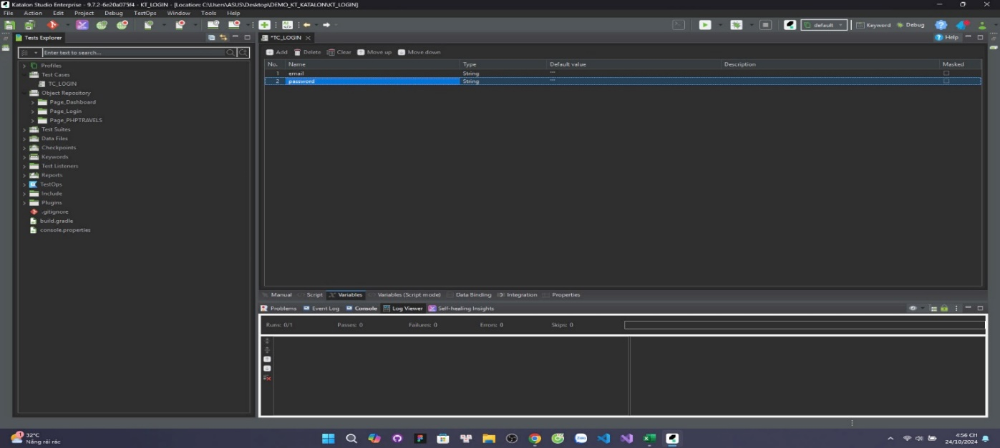 Katalon Studio Enterprise - 9.7.2-6e20a075f4 - KT_LOGIN - [Location: C:\Users\ASUS\Desktop\DEMO_KT_KATALON\KT_LOGIN]
File Action Edit Project Debug TestOps Window Tools Help
default Keyword Debug
Tests Explorer
*TC_LOGIN
Help
Enter text to search...
Add Delete Clear Move up Move down
No. Name Type Default value Description Masked
1 email String ""
2 password String ""
Profiles
Test Cases
TC_LOGIN
Object Repository
Page_Dashboard
Page_Login
Page_PHPTRAVELS
Test Suites
Data Files
Checkpoints
Keywords
Test Listeners
Reports
TestOps
Include
Plugins
.gitignore
build.gradle
console.properties
Manual Script Variables Variables (Script mode) Data Binding Integration Properties
Problems Event Log Console Log Viewer Self-healing Insights
Runs: 0/1 Passes: 0 Failures: 0 Errors: 0 Skips: 0
1
32°C
Nắng rải rác
4:56 CH
24/10/2024